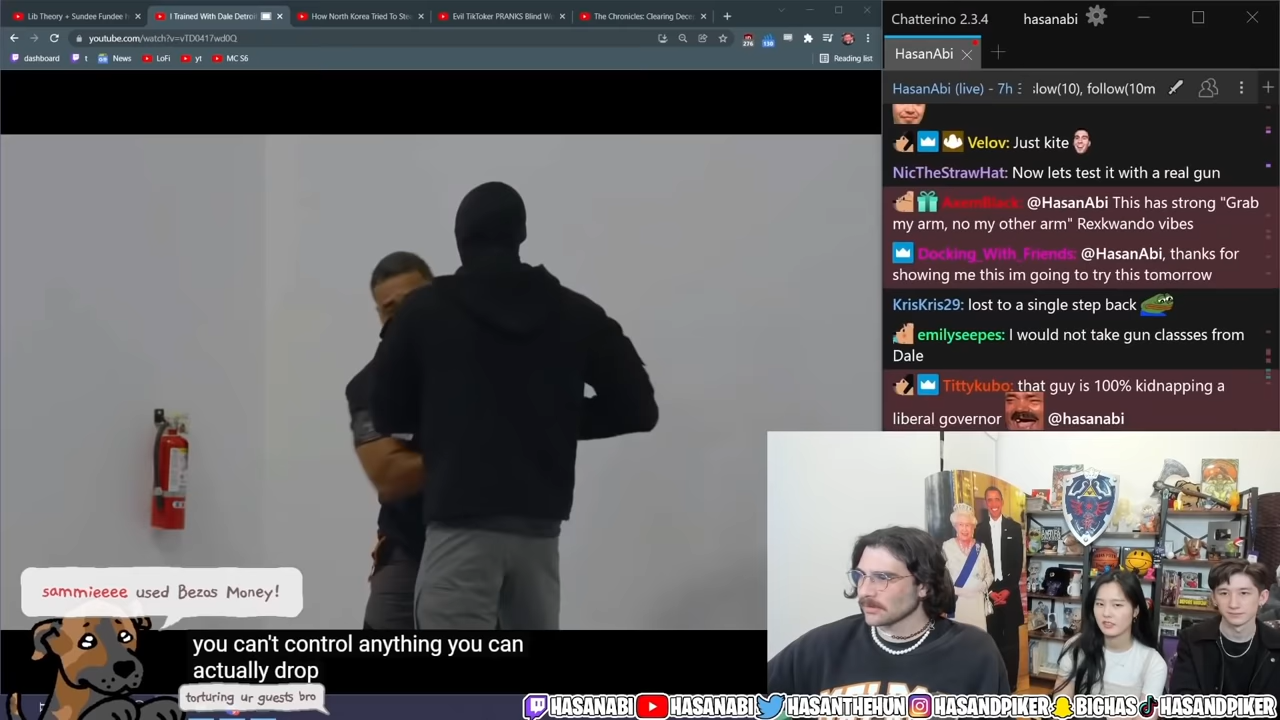 Lib Theory + Sundee Fundee h
I Trained With Dale Detroi
How North Korea Tried To Ste
Evil TikToker PRANKS Blind W
The Chronicles: Clearing Dece
youtube.com/watch?v=vTD0417wd0Q
276
130
dashboard
t
News
LoFi
yt
MC S6
Reading list
Chatterino 2.3.4
hasanabi
HasanAbi
HasanAbi (live) - 7h
slow(10), follow(10m
Velov: Just kite
NicTheStrawHat: Now lets test it with a real gun
AxemBlack: @HasanAbi This has strong "Grab
my arm, no my other arm" Rexkwando vibes
Docking_With_Friends: @HasanAbi, thanks for
showing me this im going to try this tomorrow
KrisKris29: lost to a single step back
emilyseepes: I would not take gun classses from
Dale
Tittykubo: that guy is 100% kidnapping a
liberal governor @hasanabi
sammieeee used Bezos Money!
you can't control anything you can
actually drop
torturing ur guests bro
HASANABI HASANABI HASANTHEHUN HASANDPIKER BIGHAS HASANDPIKER